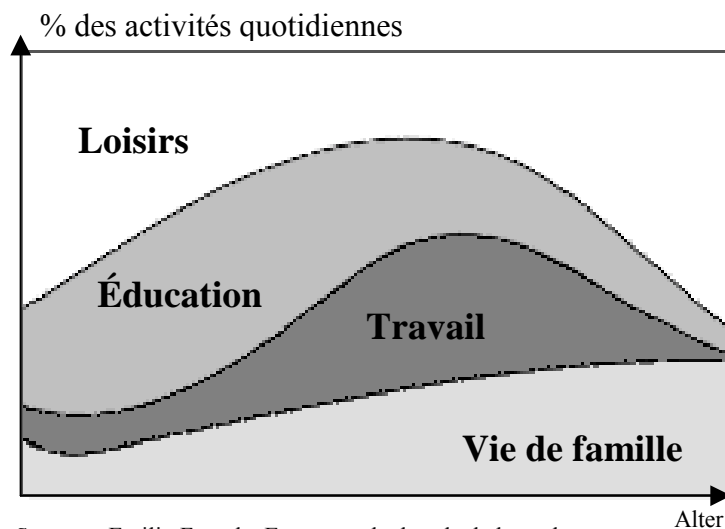 % des activités quotidiennes
Loisirs
Éducation
Travail
Vie de famille
Alter